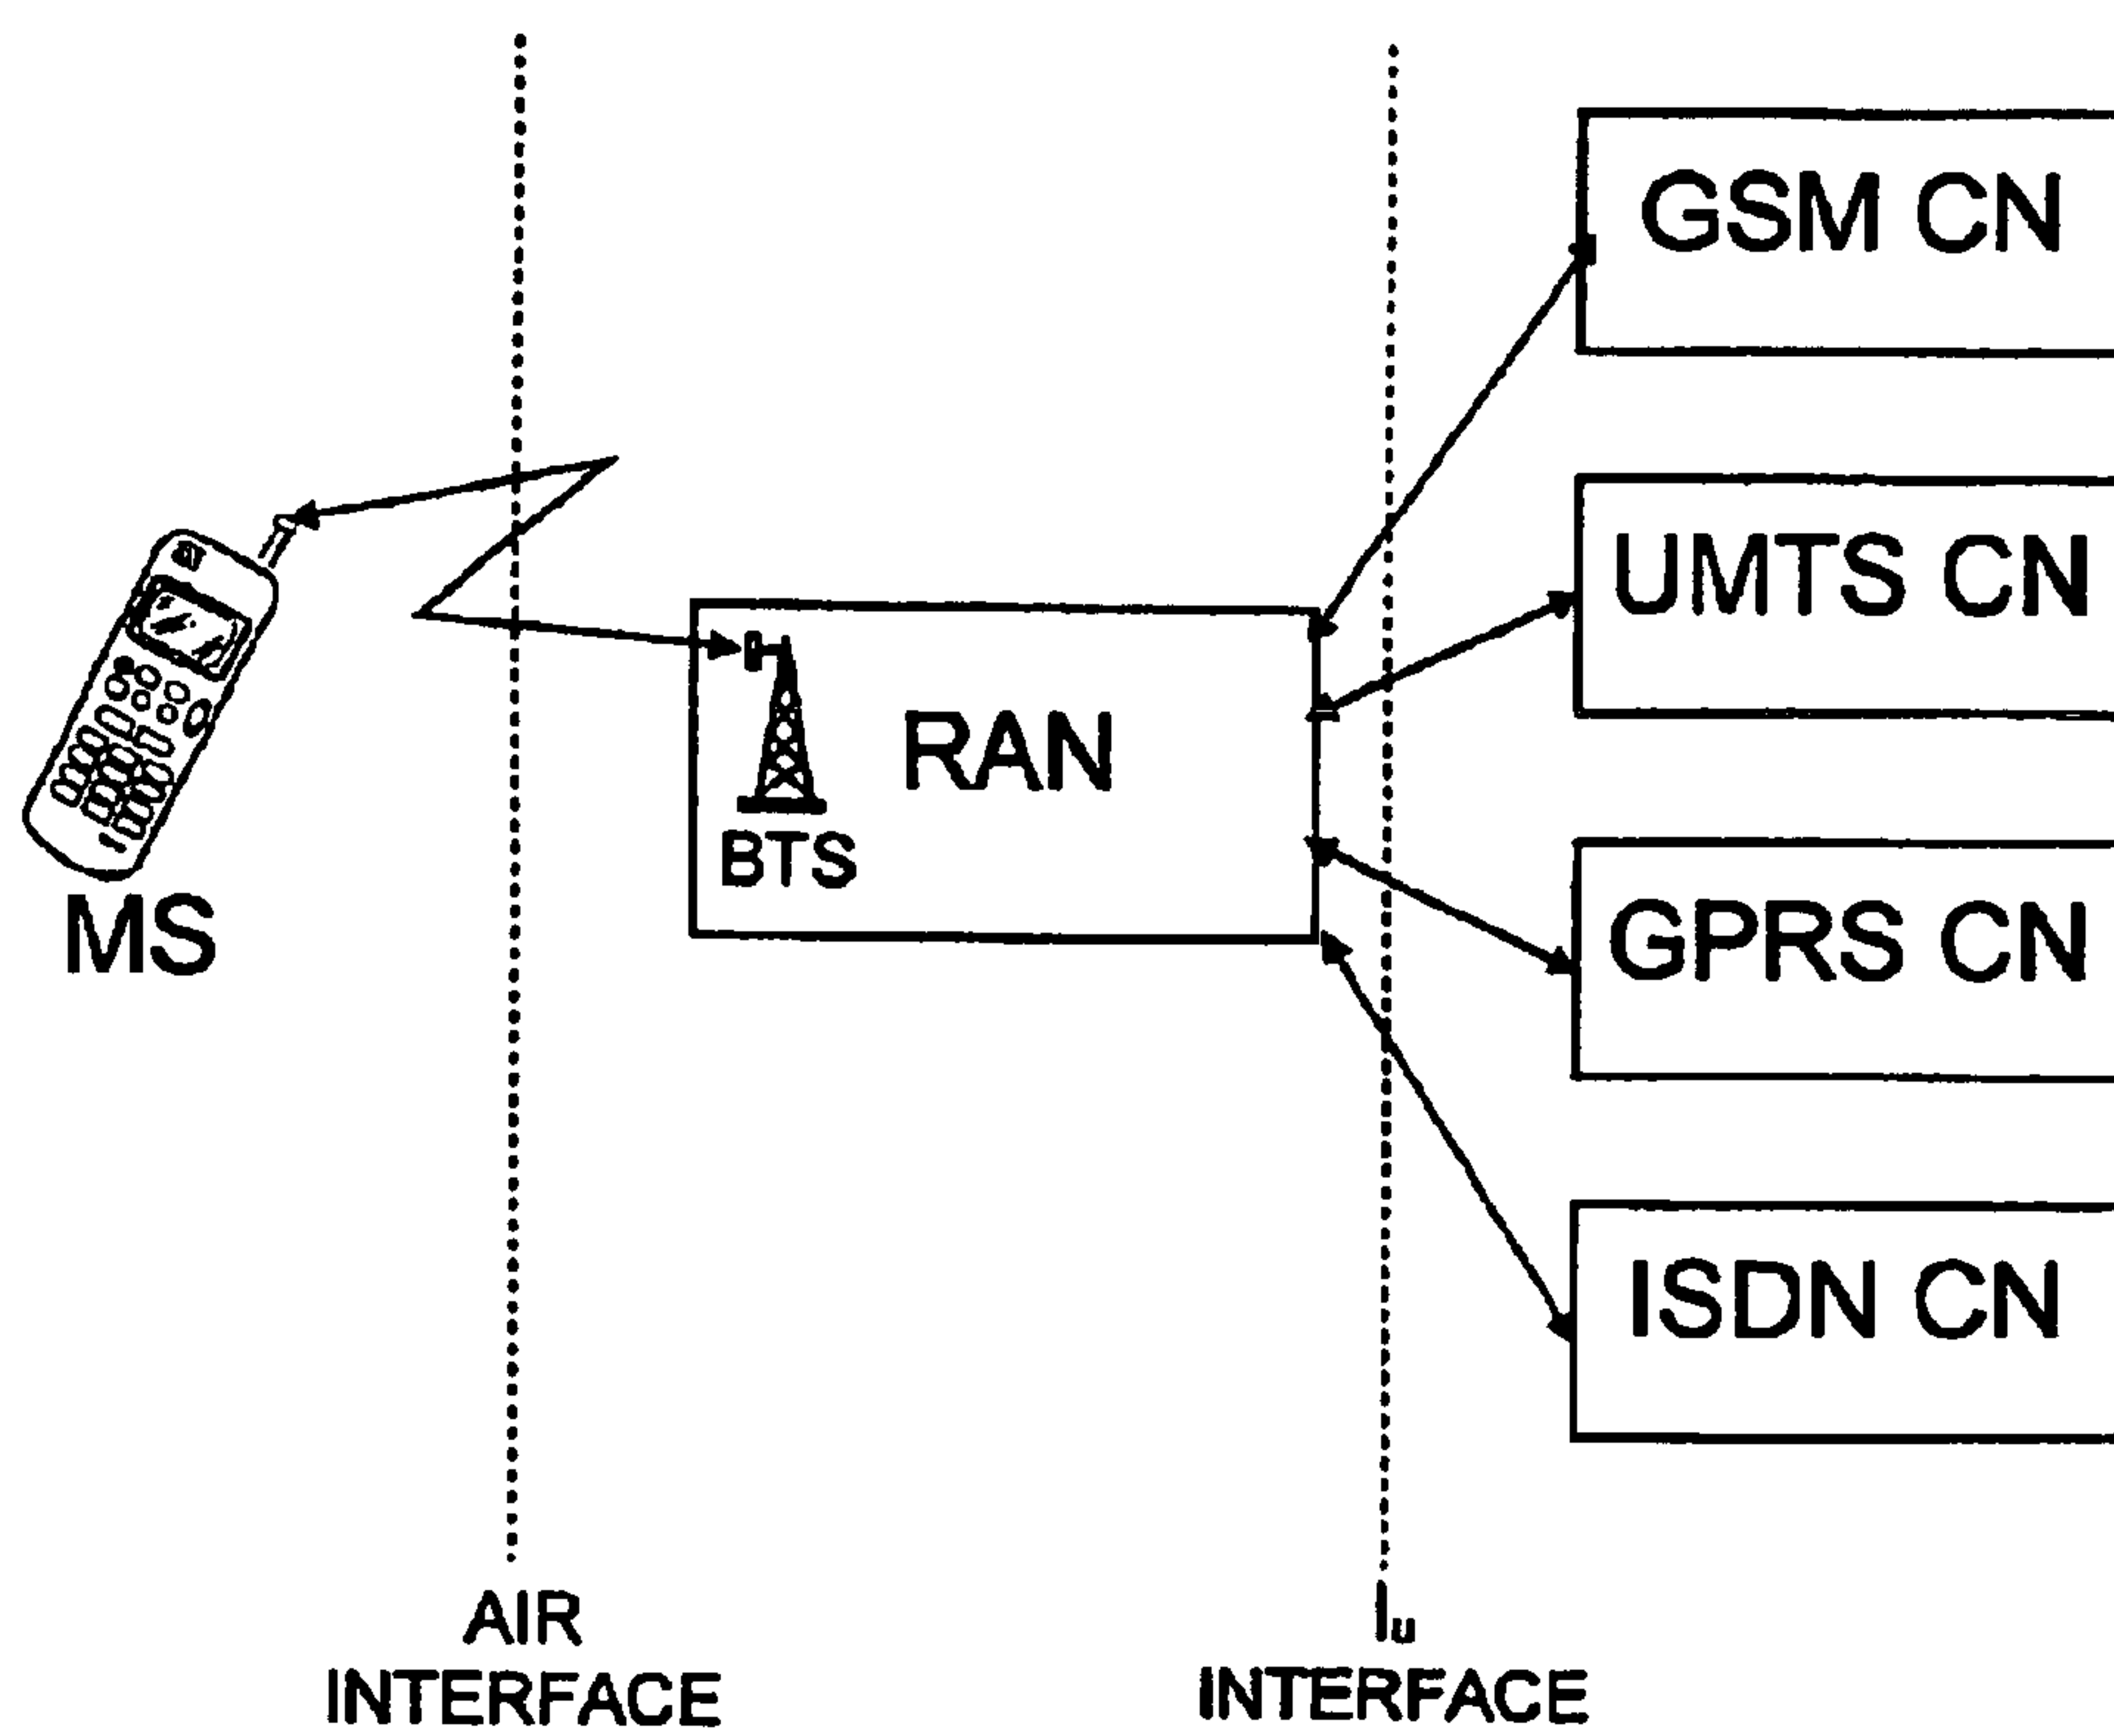 GSM CN
UMTS CN
RAN
BTS
MS
GPRS CN
ISDN CN
AIR
INTERFACE
Iu
INTERFACE